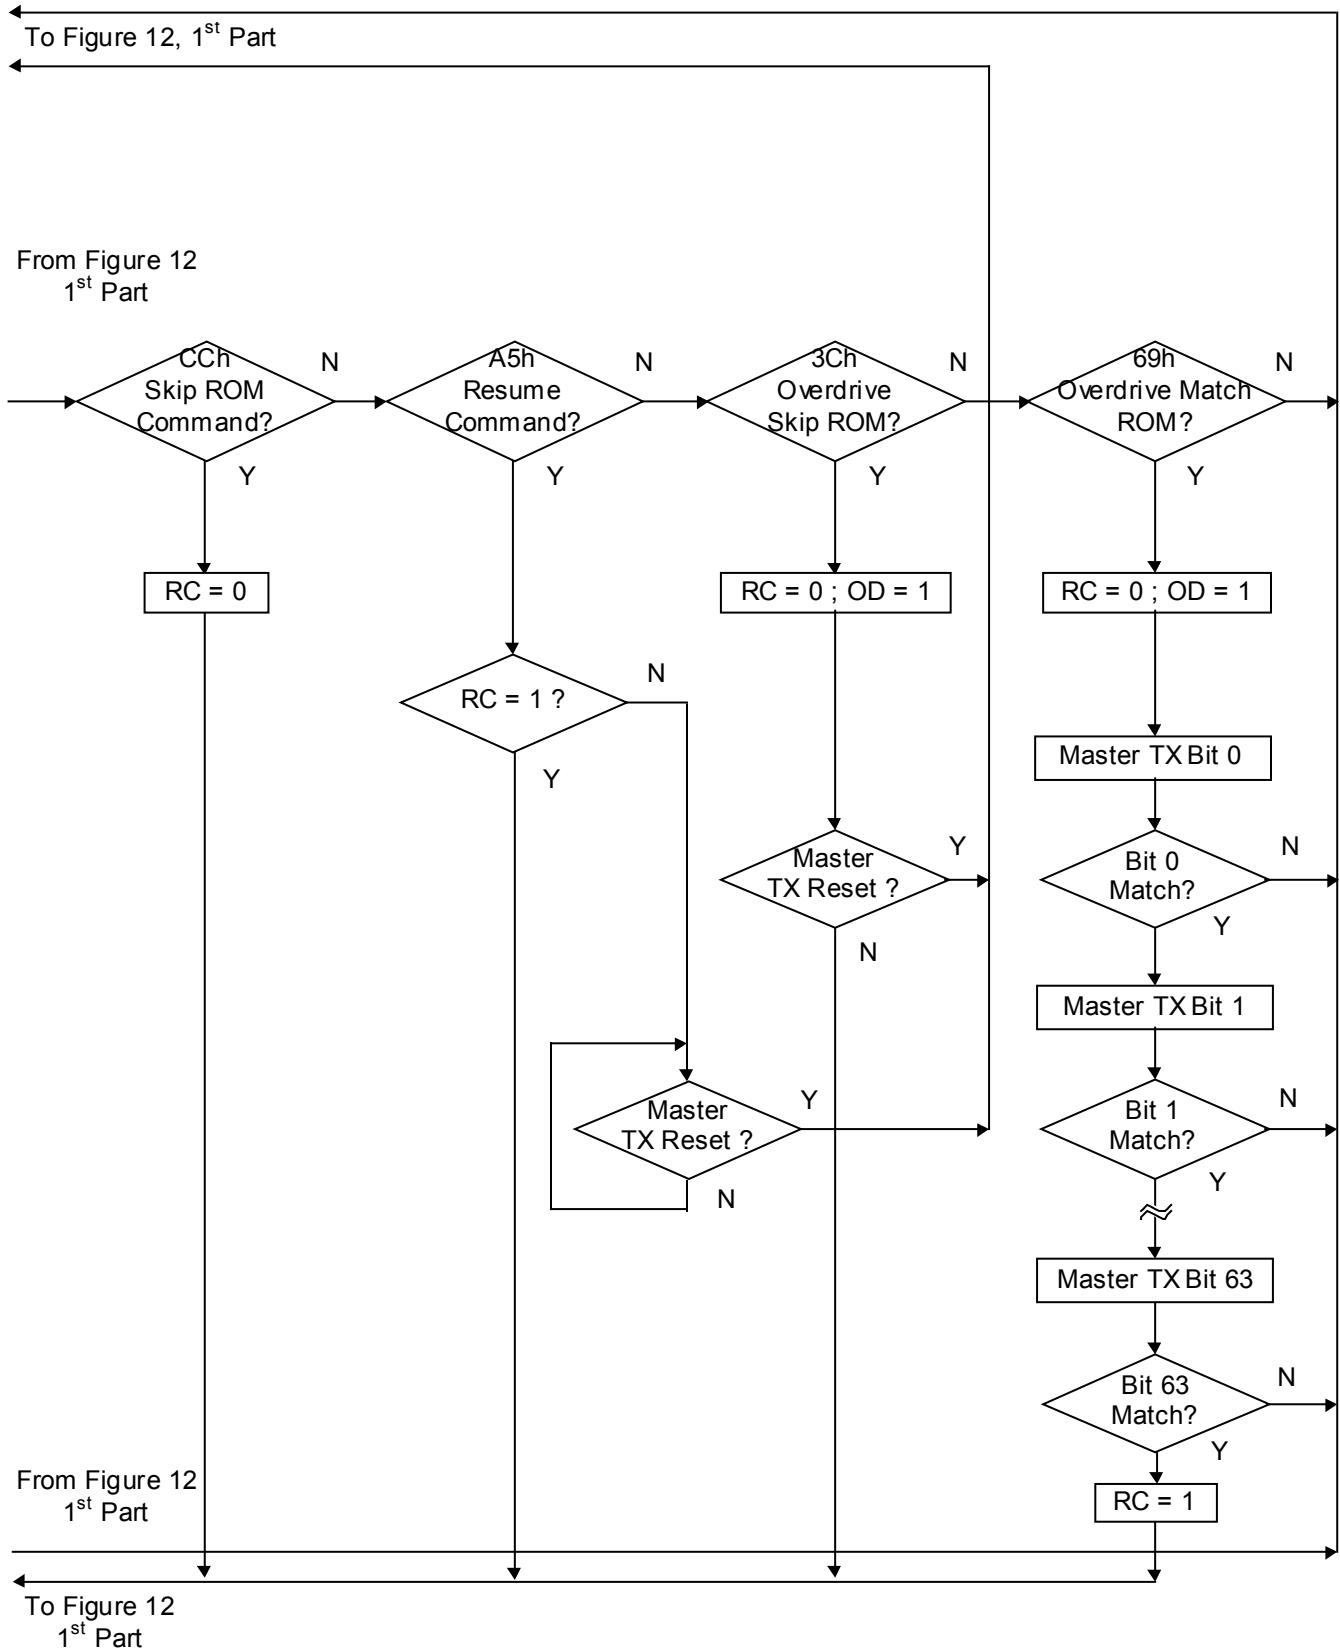 To Figure 12, 1st Part
From Figure 12
1st Part
CCh
Skip ROM
Command?
N
Y
A5h
Resume
Command?
N
Y
3Ch
Overdrive
Skip ROM?
N
Y
69h
Overdrive Match
ROM?
N
Y
RC = 0
RC = 0 ; OD = 1
RC = 0 ; OD = 1
RC = 1 ?
N
Y
Master TX Bit 0
Master
TX Reset ?
Y
N
Bit 0
Match?
N
Y
Master TX Bit 1
Master
TX Reset ?
Y
N
Bit 1
Match?
N
Y
Master TX Bit 63
Bit 63
Match?
N
Y
RC = 1
From Figure 12
1st Part
To Figure 12
1st Part